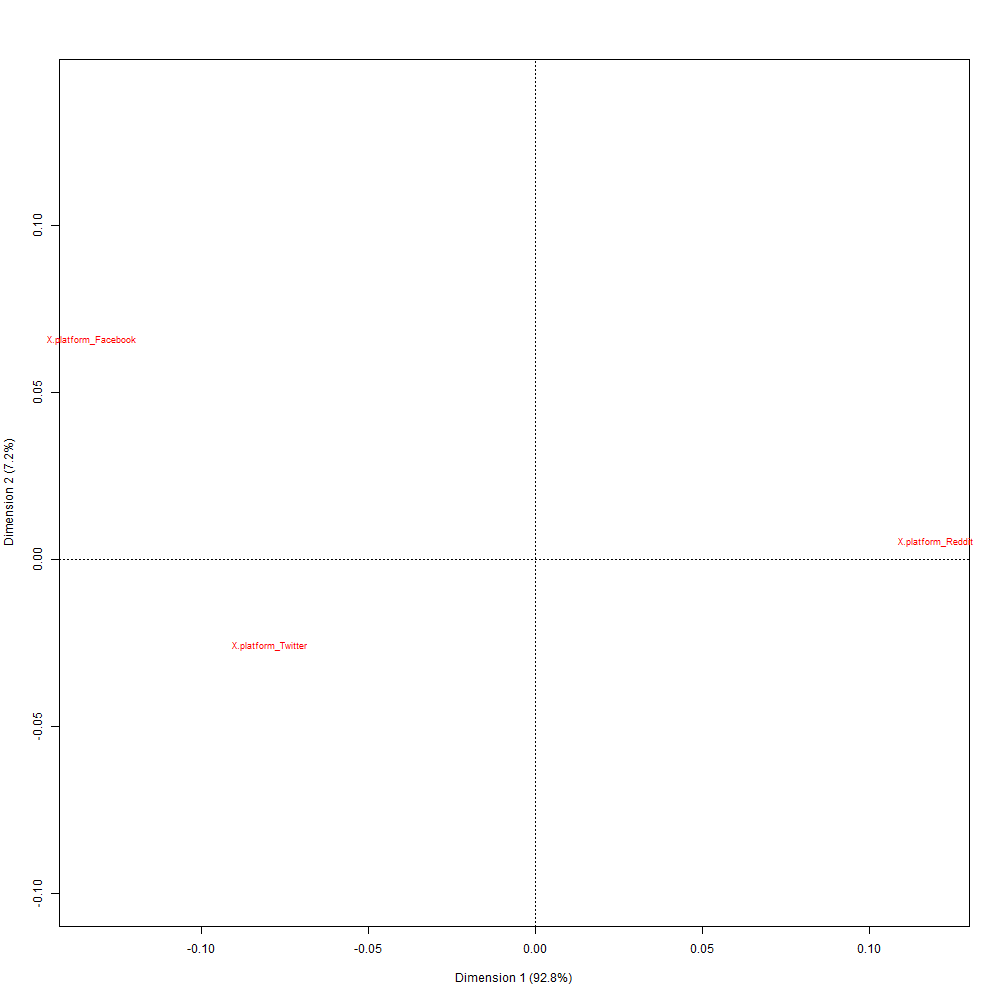 0.10
X.platform_Facebook
0.05
Dimension 2 (7.2%)
X.platform_Reddit
0.00
X.platform_Twitter
-0.05
-0.10
-0.10 -0.05 0.00 0.05 0.10
Dimension 1 (92.8%)